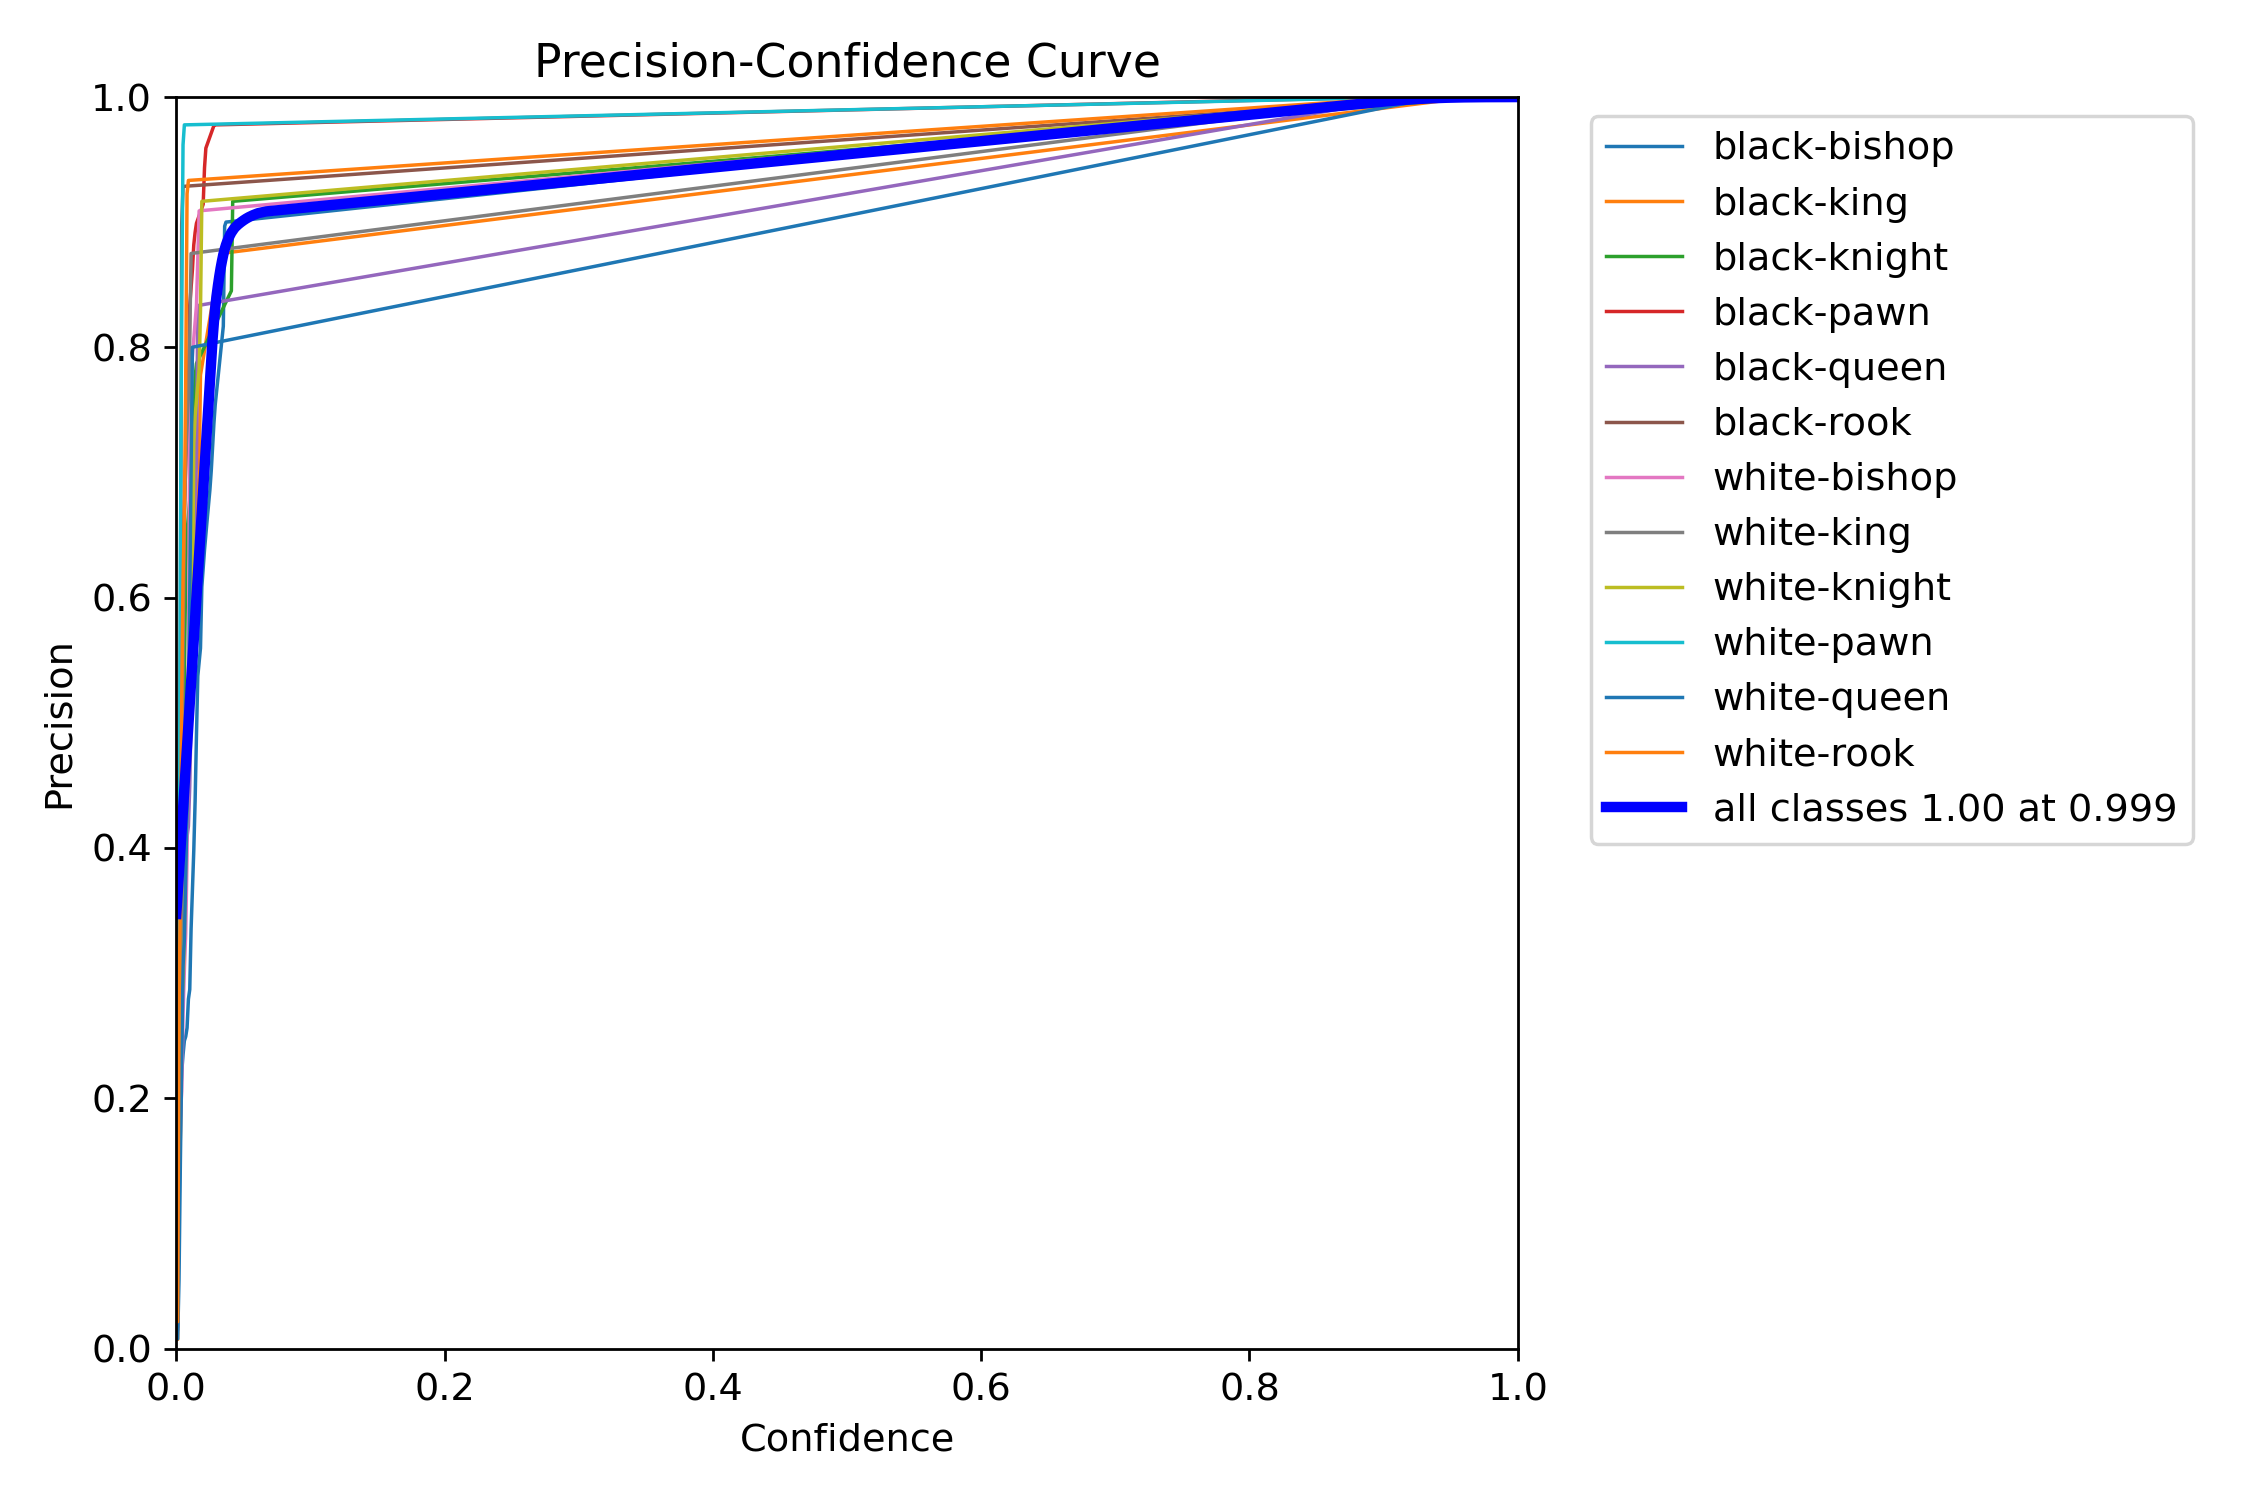 Precision-Confidence Curve
1.0
0.8
0.6
0.4
0.2
0.0
Precision
0.0 0.2 0.4 0.6 0.8 1.0
Confidence
black-bishop
black-king
black-knight
black-pawn
black-queen
black-rook
white-bishop
white-king
white-knight
white-pawn
white-queen
white-rook
all classes 1.00 at 0.999